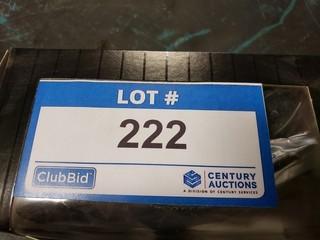 LOT #
222
ClubBid
CENTURY
AUCTIONS
A DIVISION OF CENTURY SERVICES